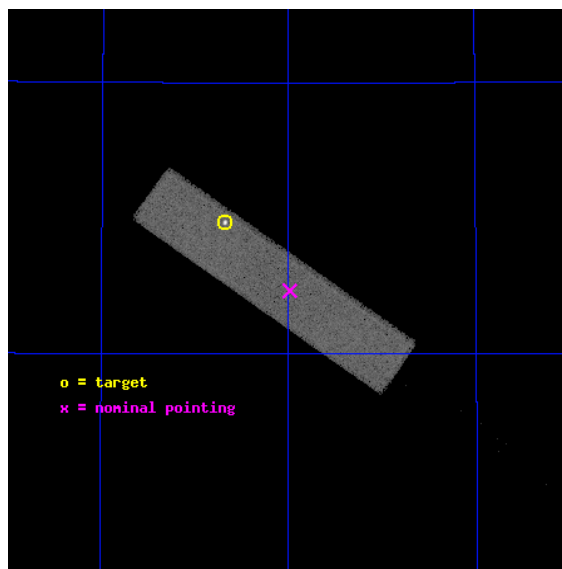 o = target
x = nominal pointing